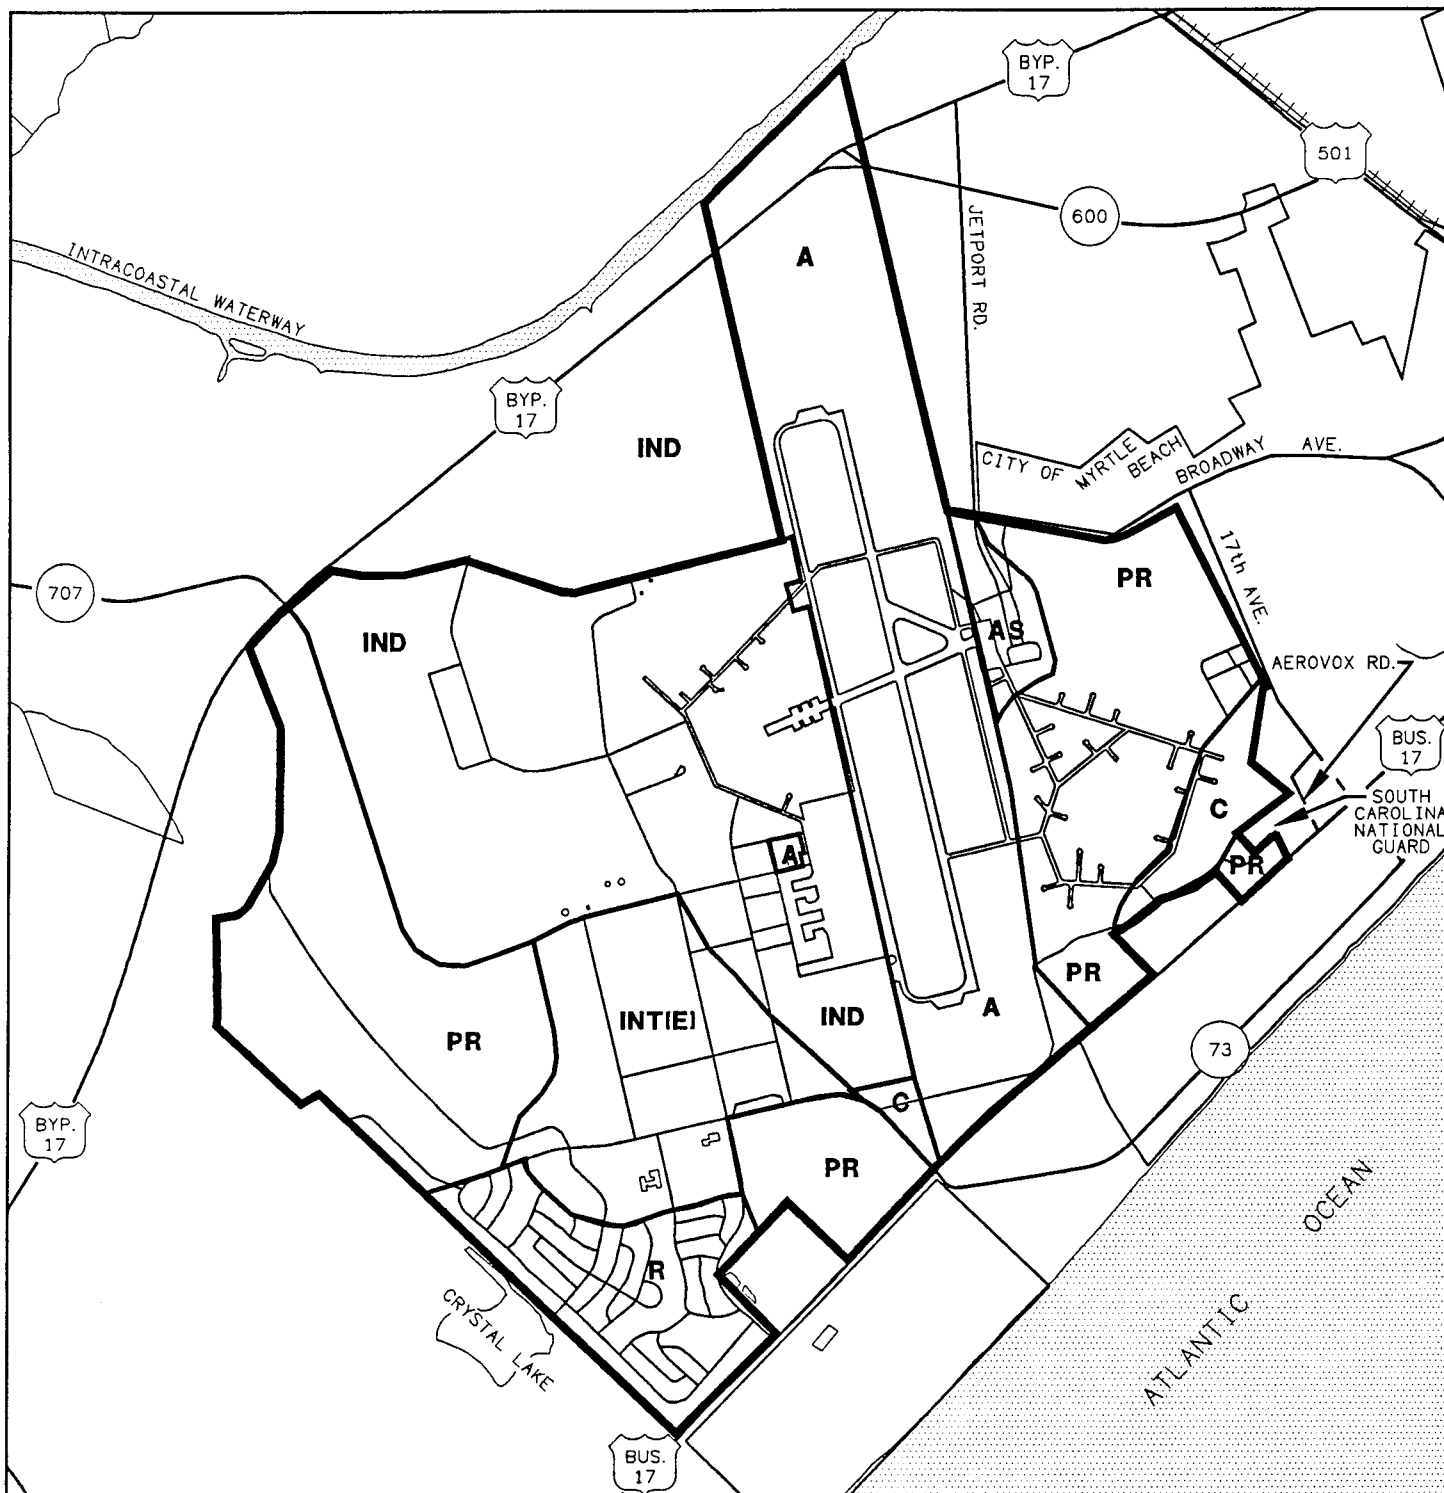 BYP.
17
501
600
A
JETPORT RD.
INTRACOASTAL WATERWAY
BYP.
17
IND
CITY OF MYRTLE
BEACH
BROADWAY AVE.
17th AVE.
707
PR
IND
A S
AEROVOX RD.
BUS.
17
SOUTH
CAROLINA
NATIONAL
GUARD
C
A
PR
PR
A
INT[E]
IND
PR
73
C
BYP.
17
PR
R
CRYSTAL LAKE
ATLANTIC OCEAN
BUS.
17